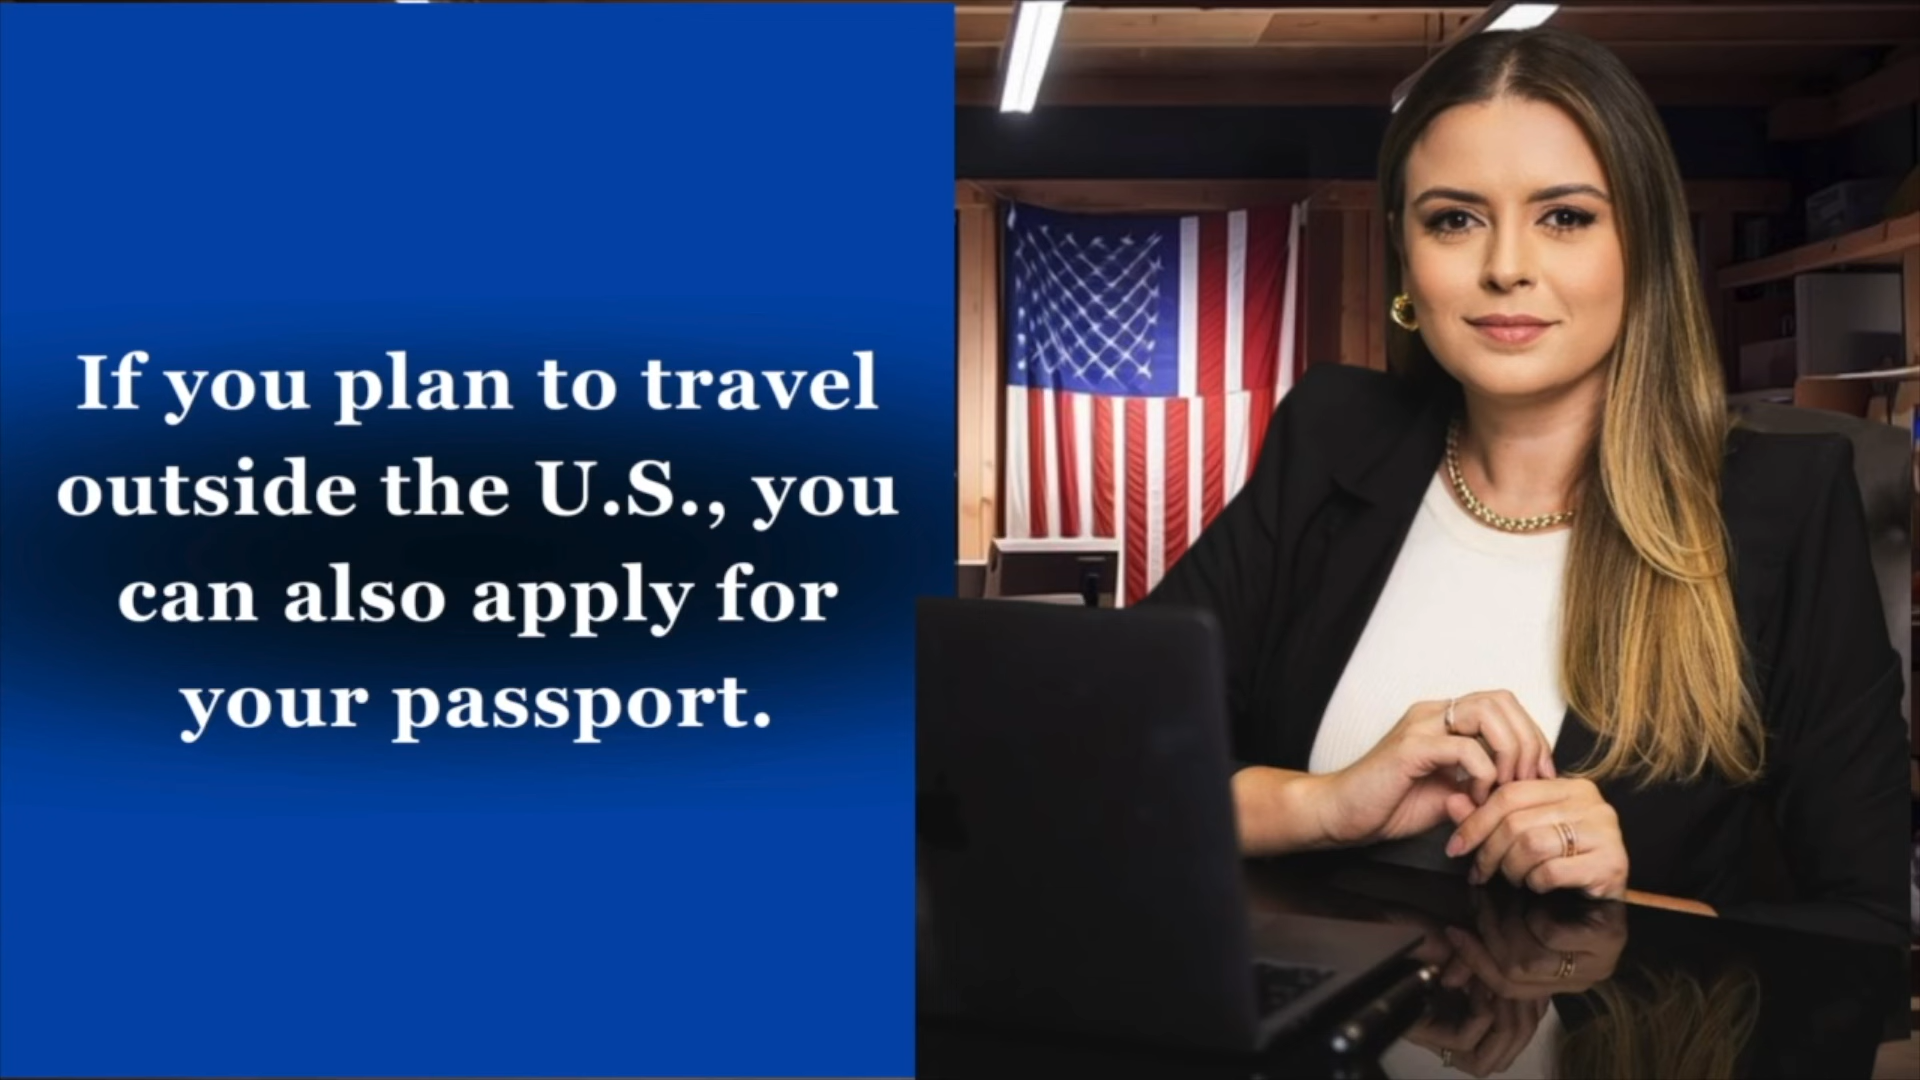 If you plan to travel
outside the U.S., you
can also apply for
your passport.